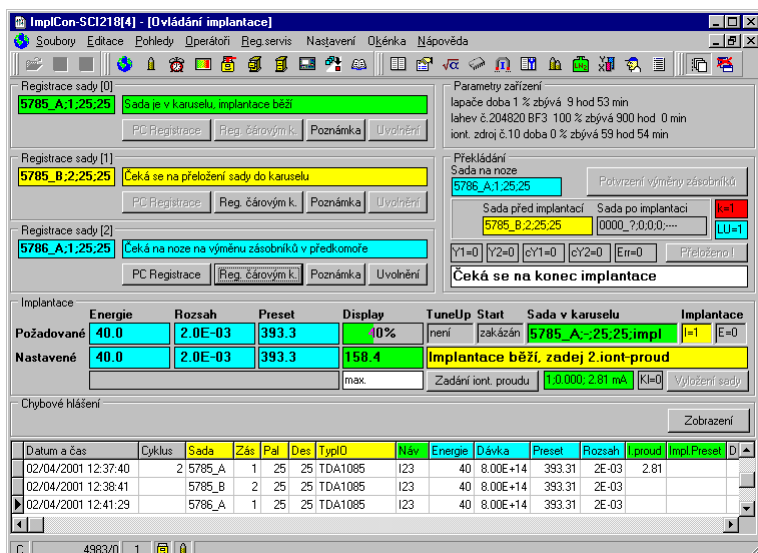 ImplCon-SCI218[4] - [Ovládání implantace]
Soubory Editace Pohledy Operátoři Reg.servis Nastavení Okénka Nápověda
Registrace sady [0]
5785_A;1;25;25 Sada je v karuselu, implantace běží
PC Registrace Reg. čárovým k. Poznámka Uvolnění
Registrace sady [1]
5785_B;2;25;25 Čeká se na přeložení sady do karuselu
PC Registrace Reg. čárovým k. Poznámka Uvolnění
Registrace sady [2]
5786_A;1;25;25 Čeká na noze na výměnu zásobníků v předkomoře
PC Registrace Reg. čárovým k. Poznámka Uvolnění
Parametry zařízení
lapače doba 1 % zbývá 9 hod 53 min
lahev č.204820 BF3 100 % zbývá 900 hod 0 min
iont. zdroj č.10 doba 0 % zbývá 59 hod 54 min
Překládání
Sada na noze
5786_A;1;25;25 Potvrzení výměny zásobníků
Sada před implantací Sada po implantaci k=1
5785_B;2;25;25 0000_?;0;0;0;---- LU=1
Y1=0 Y2=0 cY1=0 cY2=0 Err=0 Přeloženo !
Čeká se na konec implantace
Implantace
Energie Rozsah Preset Display TuneUp Start Sada v karuselu Implantace
Požadované 40.0 2.0E-03 393.3 40% není zakázán 5785_A;-;25;25;impl I=1 E=0
Nastavené 40.0 2.0E-03 393.3 158.4 Implantace běží, zadej 2.iont-proud
max. Zadání iont. proudu 1;0.000; 2.81 mA KI=0 Vyložení sady
Chybové hlášení
Zobrazení
Datum a čas Cyklus Sada Zás Pal Des TypIO Náv Energie Dávka Preset Rozsah I.proud Impl.Preset D
02/04/2001 12:37:40 2 5785_A 1 25 25 TDA1085 I23 40 8.00E+14 393.31 2E-03 2.81
02/04/2001 12:38:41 5785_B 2 25 25 TDA1085 I23 40 8.00E+14 393.31 2E-03
02/04/2001 12:41:29 5786_A 1 25 25 TDA1085 I23 40 8.00E+14 393.31 2E-03
C 4983/0 1